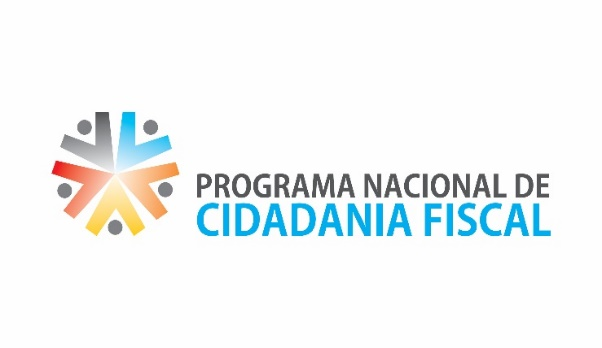 PROGRAMA NACIONAL DE
CIDADANIA FISCAL